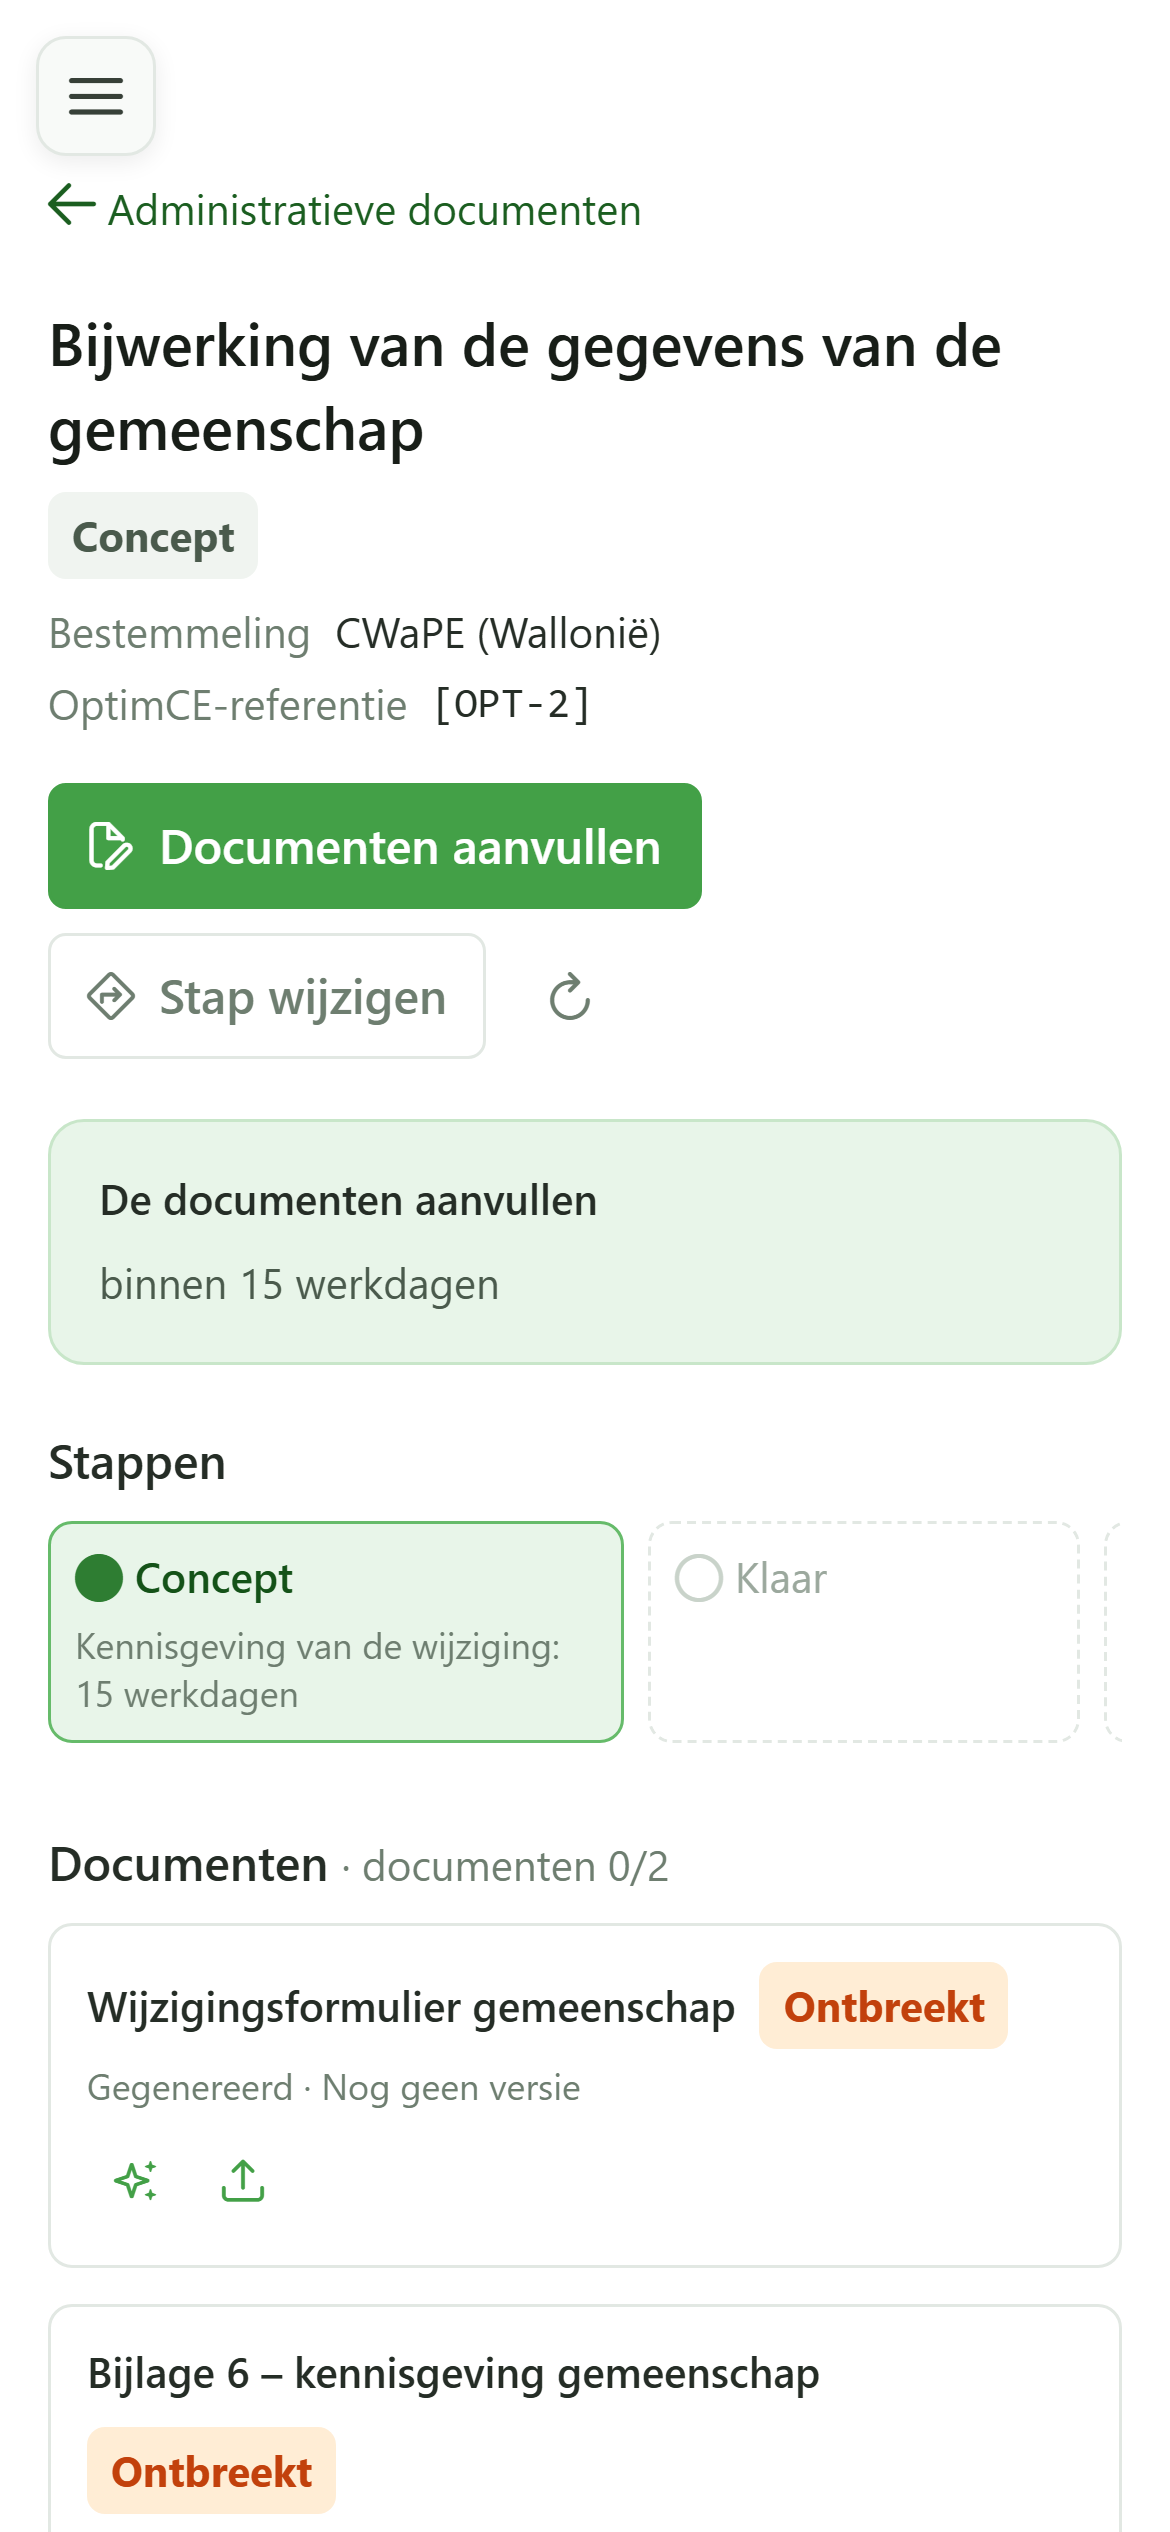 Administratieve documenten
Bijwerking van de gegevens van de
gemeenschap
Concept
Bestemmeling CWaPE (Wallonië)
OptimCE-referentie [OPT-2]
Documenten aanvullen
Stap wijzigen
De documenten aanvullen
binnen 15 werkdagen
Stappen
Concept
Kennisgeving van de wijziging:
15 werkdagen
Klaar
Documenten · documenten 0/2
Wijzigingsformulier gemeenschap Ontbreekt
Gegenereerd · Nog geen versie
Bijlage 6 – kennisgeving gemeenschap
Ontbreekt